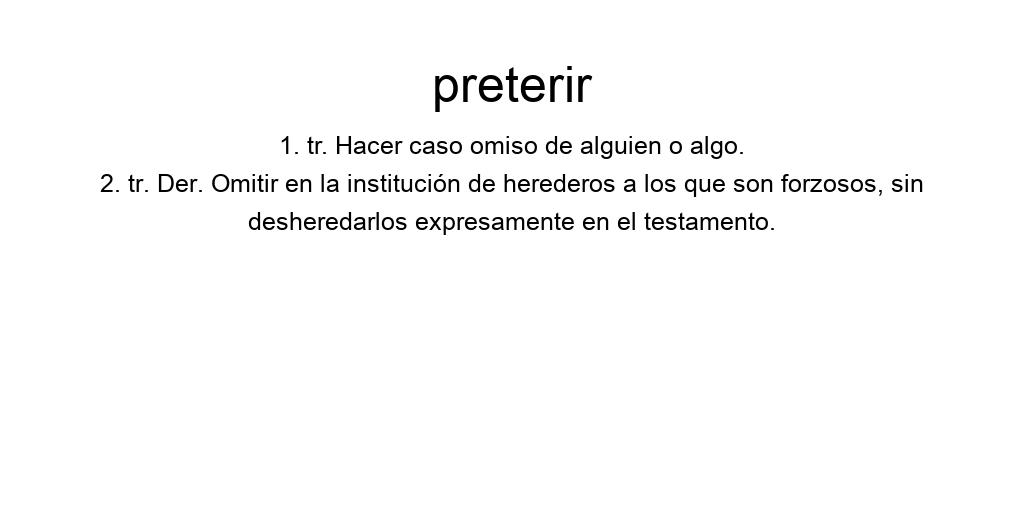 preterir
1. tr. Hacer caso omiso de alguien o algo.
2. tr. Der. Omitir en la institución de herederos a los que son forzosos, sin
desheredarlos expresamente en el testamento.